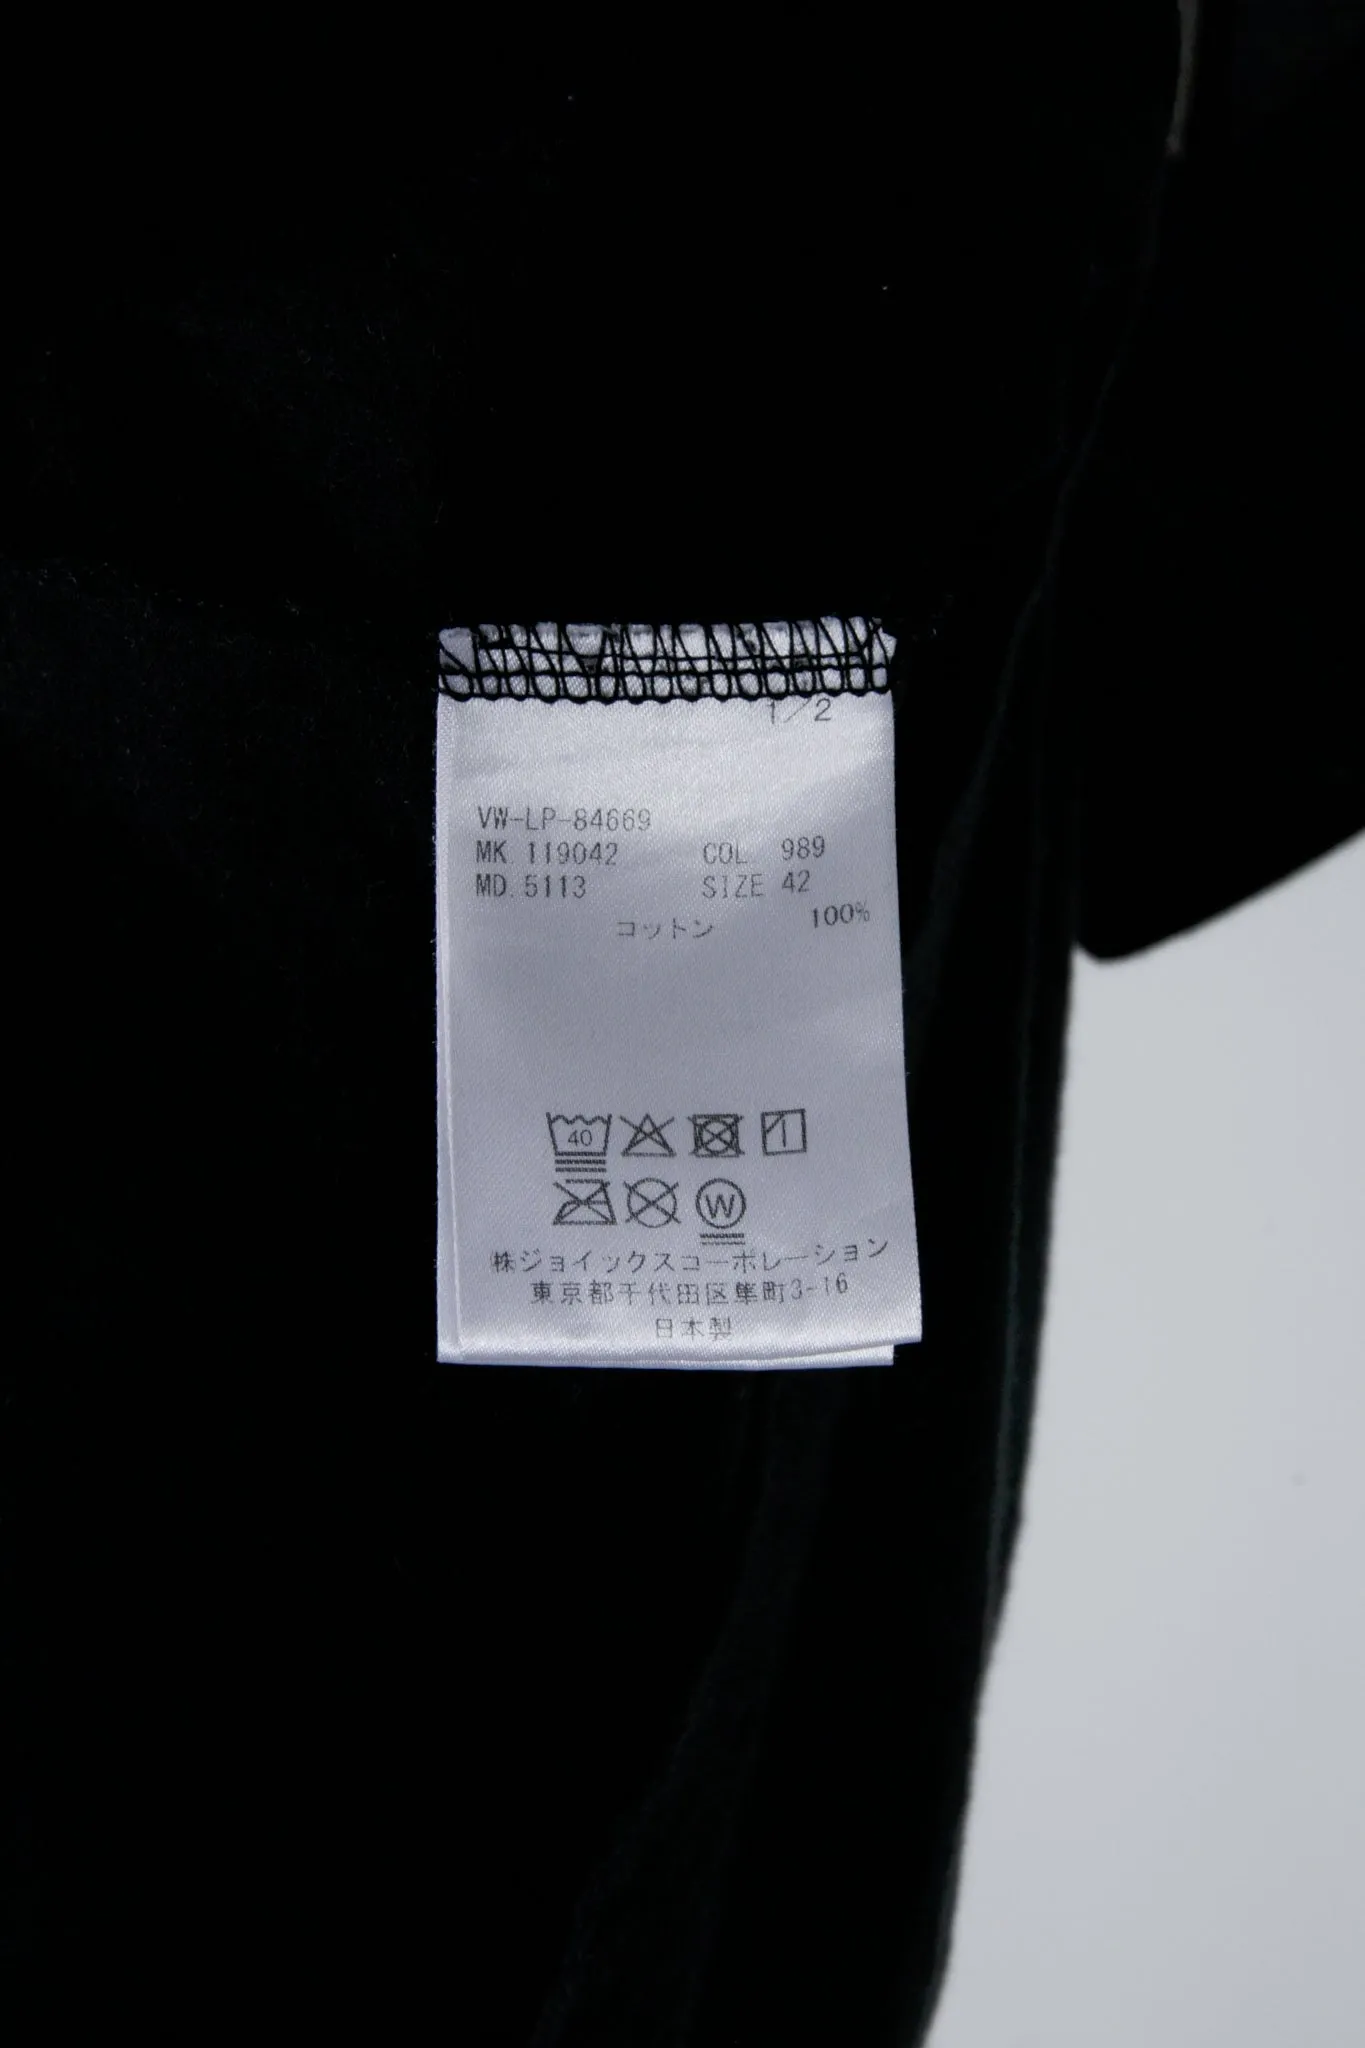 1/2
VW-LP-84669
MK 119042 COL 989
MD.5113 SIZE 42
コットン 100%
40
W
㈱ジョイックスコーポレーション
東京都千代田区隼町3-16
日本製